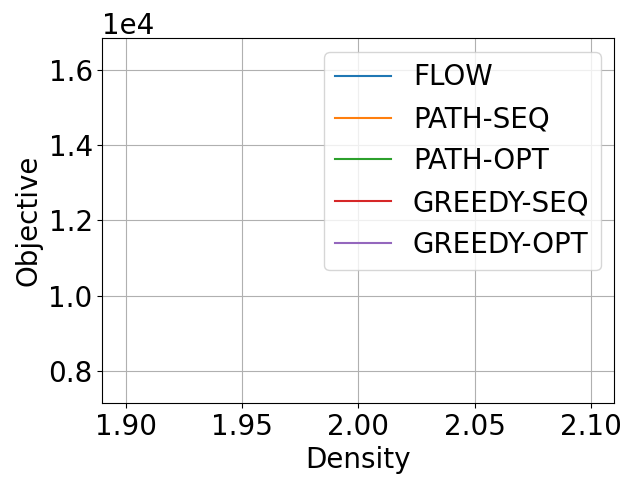 1e4
1.6
1.4
1.2
1.0
0.8
Objective
FLOW
PATH-SEQ
PATH-OPT
GREEDY-SEQ
GREEDY-OPT
1.90 1.95 2.00 2.05 2.10
Density